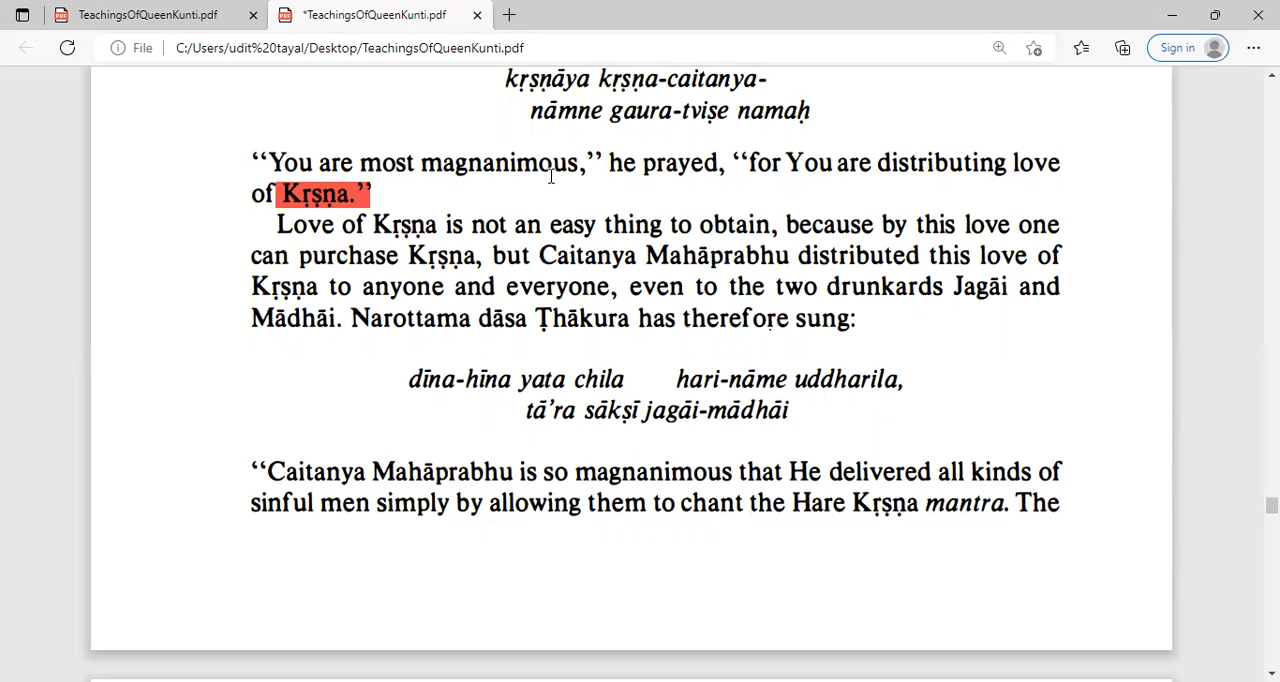 TeachingsOfQueenKunti.pdf
*TeachingsOfQueenKunti.pdf
File
C:/Users/udit%20tayal/Desktop/TeachingsOfQueenKunti.pdf
Sign in
kṛṣṇāya kṛṣṇa-caitanya-
nāmne gaura-tviṣe namaḥ
‘‘You are most magnanimous,’’ he prayed, ‘‘for You are distributing love
of Kṛṣṇa.’’
Love of Kṛṣṇa is not an easy thing to obtain, because by this love one
can purchase Kṛṣṇa, but Caitanya Mahāprabhu distributed this love of
Kṛṣṇa to anyone and everyone, even to the two drunkards Jagāi and
Mādhāi. Narottama dāsa Ṭhākura has therefore sung:
dīna-hīna yata chila hari-nāme uddharila,
tā’ra sākṣī jagāi-mādhāi
‘‘Caitanya Mahāprabhu is so magnanimous that He delivered all kinds of
sinful men simply by allowing them to chant the Hare Kṛṣṇa mantra. The